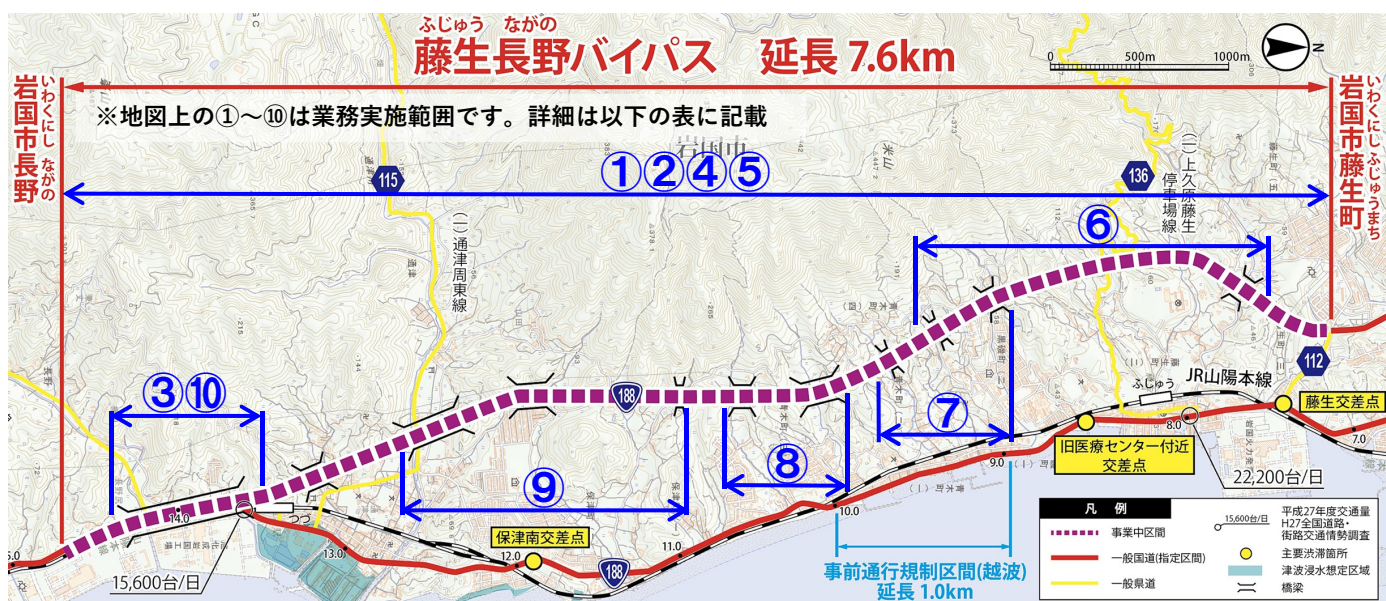 ふじゅう ながの
藤生長野バイパス 延長 7.6km
0 500m 1000m
N
いわくにし ながの
岩国市長野
いわくにし ふじゅうまち
岩国市藤生町
※地図上の①～⑩は業務実施範囲です。詳細は以下の表に記載
岩国市
米山
115
①②④⑤
136
(一)上久原藤生
停車場線
⑥
(一)通津周東線
通津
188
112
③⑩
⑦
⑧
⑨
JR山陽本線
ふじゅう
藤生交差点
旧医療センター付近
交差点
22,200台/日
8.0
7.0
9.0
10.0
11.0
12.0
13.0
14.0
つづ
保津南交差点
188
15,600台/日
事前通行規制区間(越波)
延長 1.0km
凡 例
事業中区間
一般国道(指定区間)
一般県道
15,600台/日
平成27年度交通量
H27全国道路・
街路交通情勢調査
主要渋滞箇所
津波浸水想定区域
橋梁